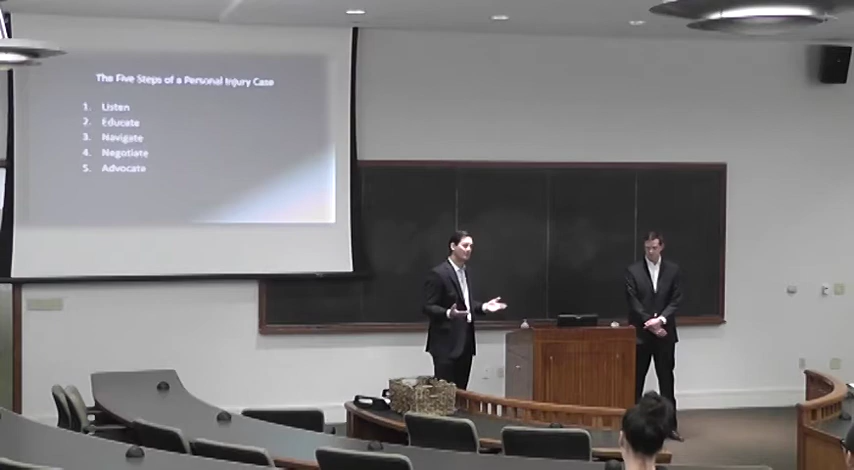 The Five Steps of a Personal Injury Case
1. Listen
2. Educate
3. Navigate
4. Negotiate
5. Advocate